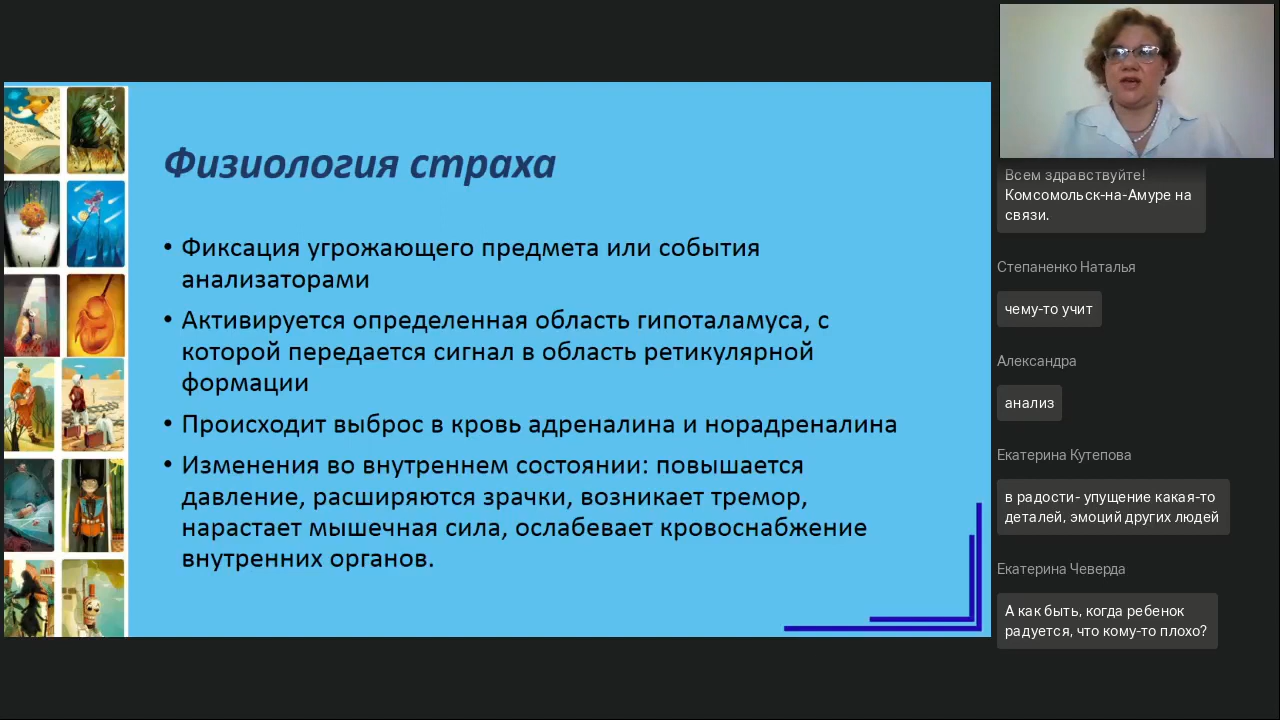 Физиология страха
• Фиксация угрожающего предмета или события
анализаторами
• Активируется определенная область гипоталамуса, с
которой передается сигнал в область ретикулярной
формации
• Происходит выброс в кровь адреналина и норадреналина
• Изменения во внутреннем состоянии: повышается
давление, расширяются зрачки, возникает тремор,
нарастает мышечная сила, ослабевает кровоснабжение
внутренних органов.
Всем здравствуйте!
Комсомольск-на-Амуре на
связи.
Степаненко Наталья
чему-то учит
Александра
анализ
Екатерина Кутепова
в радости- упущение какая-то
деталей, эмоций других людей
Екатерина Чеверда
А как быть, когда ребенок
радуется, что кому-то плохо?